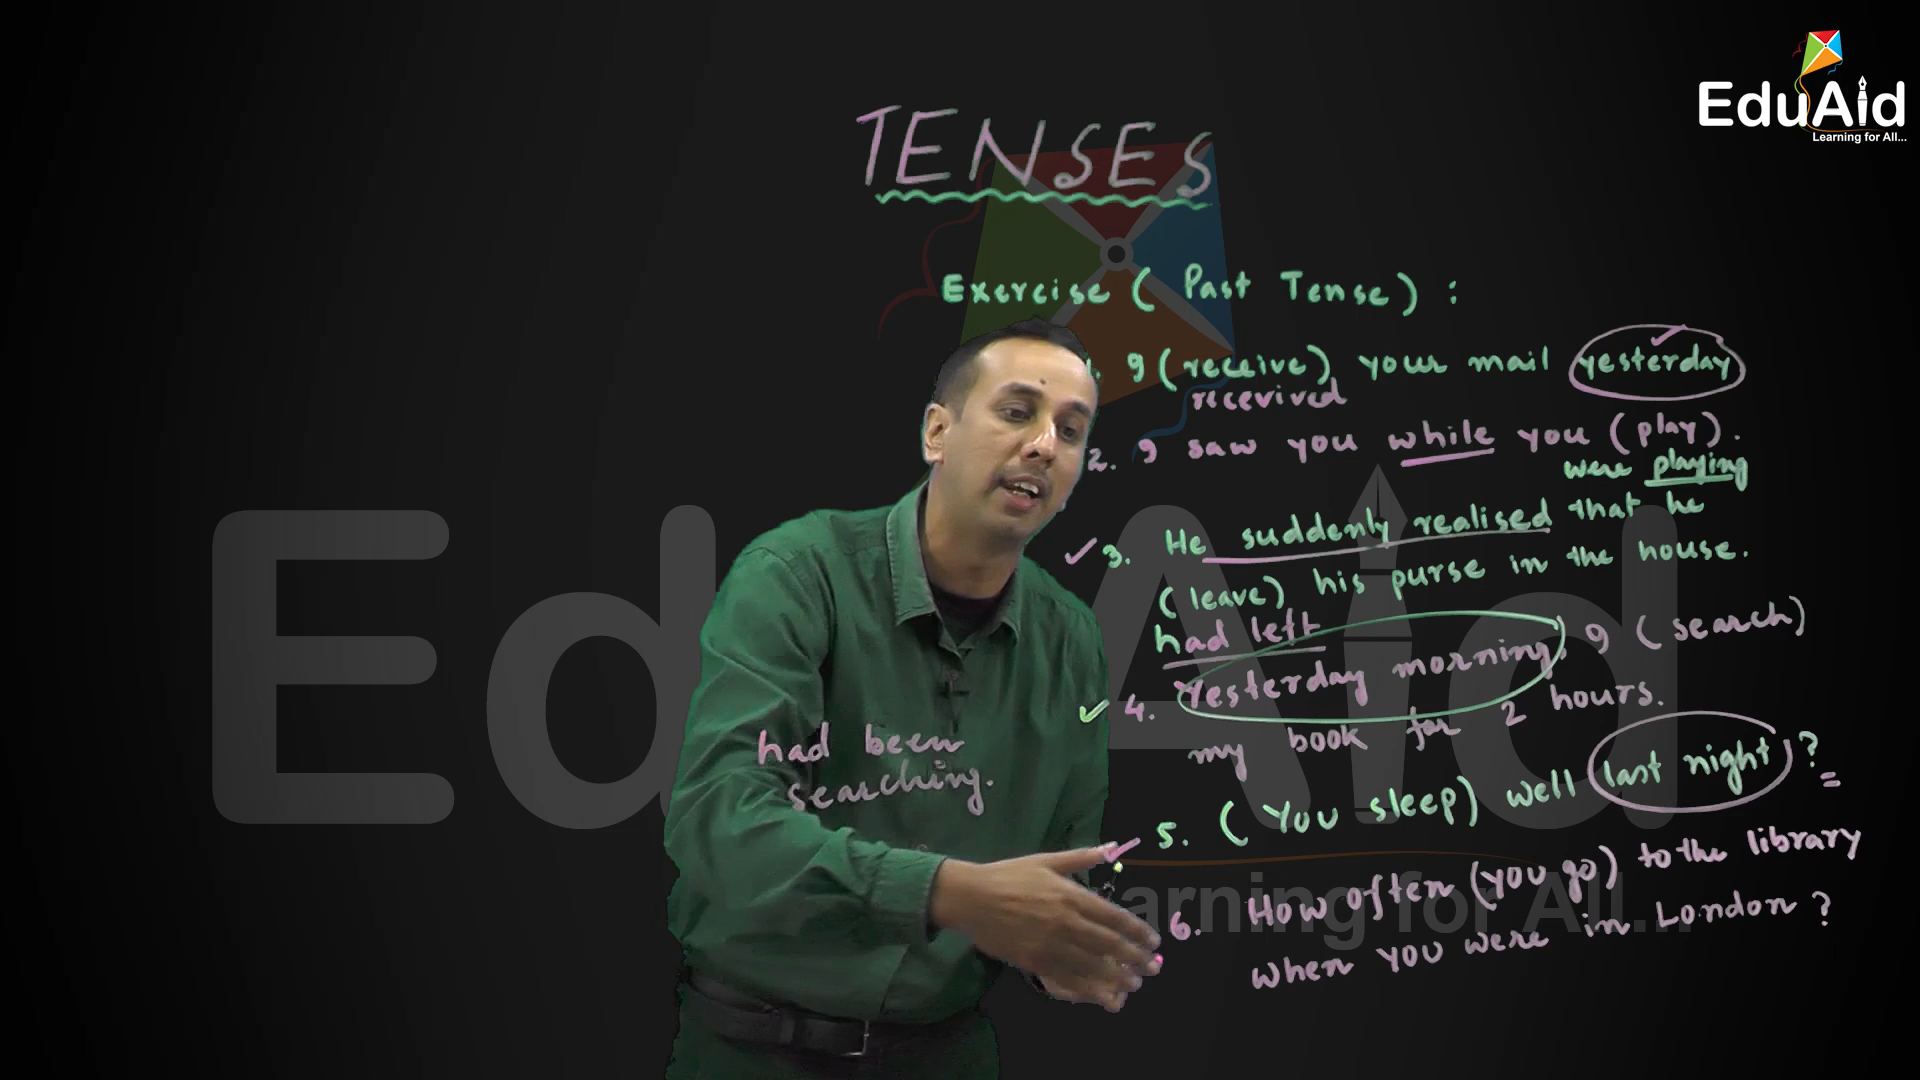 EduAid
Learning for All...
TENSES
Exercise ( Past Tense ) :
1. I (receive) your mail yesterday
recevived
2. I saw you while you (play).
were playing
3. He suddenly realised that he
(leave) his purse in the house.
had left
4. Yesterday morning, I (search)
my book for 2 hours.
had been
searching.
5. (You sleep) well last night ?
6. How often (you go) to the library
when you were in London ?
Learning for All...